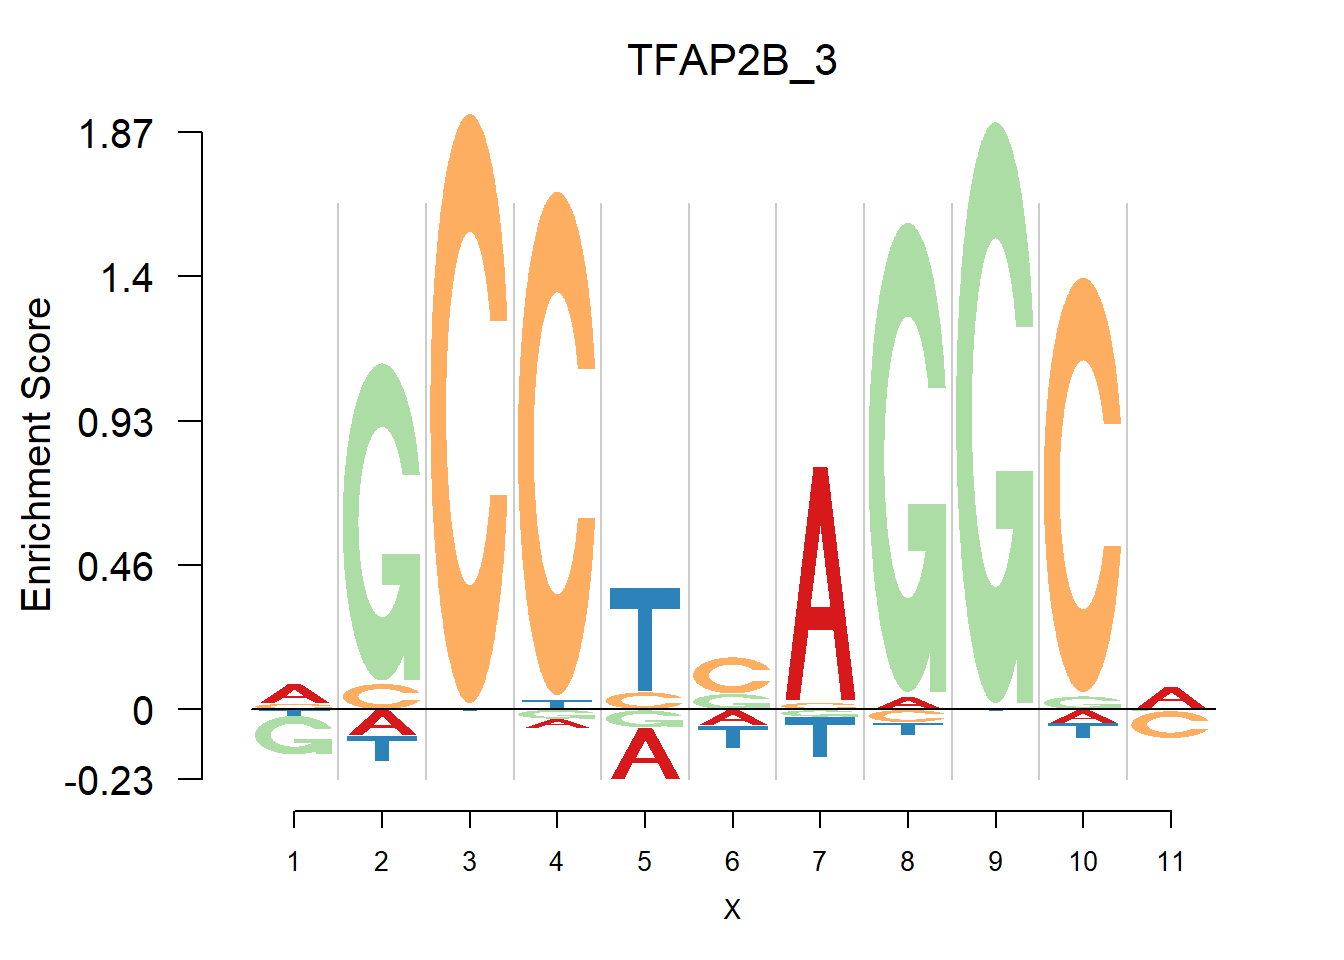 TFAP2B_3
Enrichment Score
1.87
1.4
0.93
0.46
0
-0.23
A C T G
G C A T
C
C T G A
T C G A
C G A T
A C G T
G A C T
G
C G A T
A C
1 2 3 4 5 6 7 8 9 10 11
X